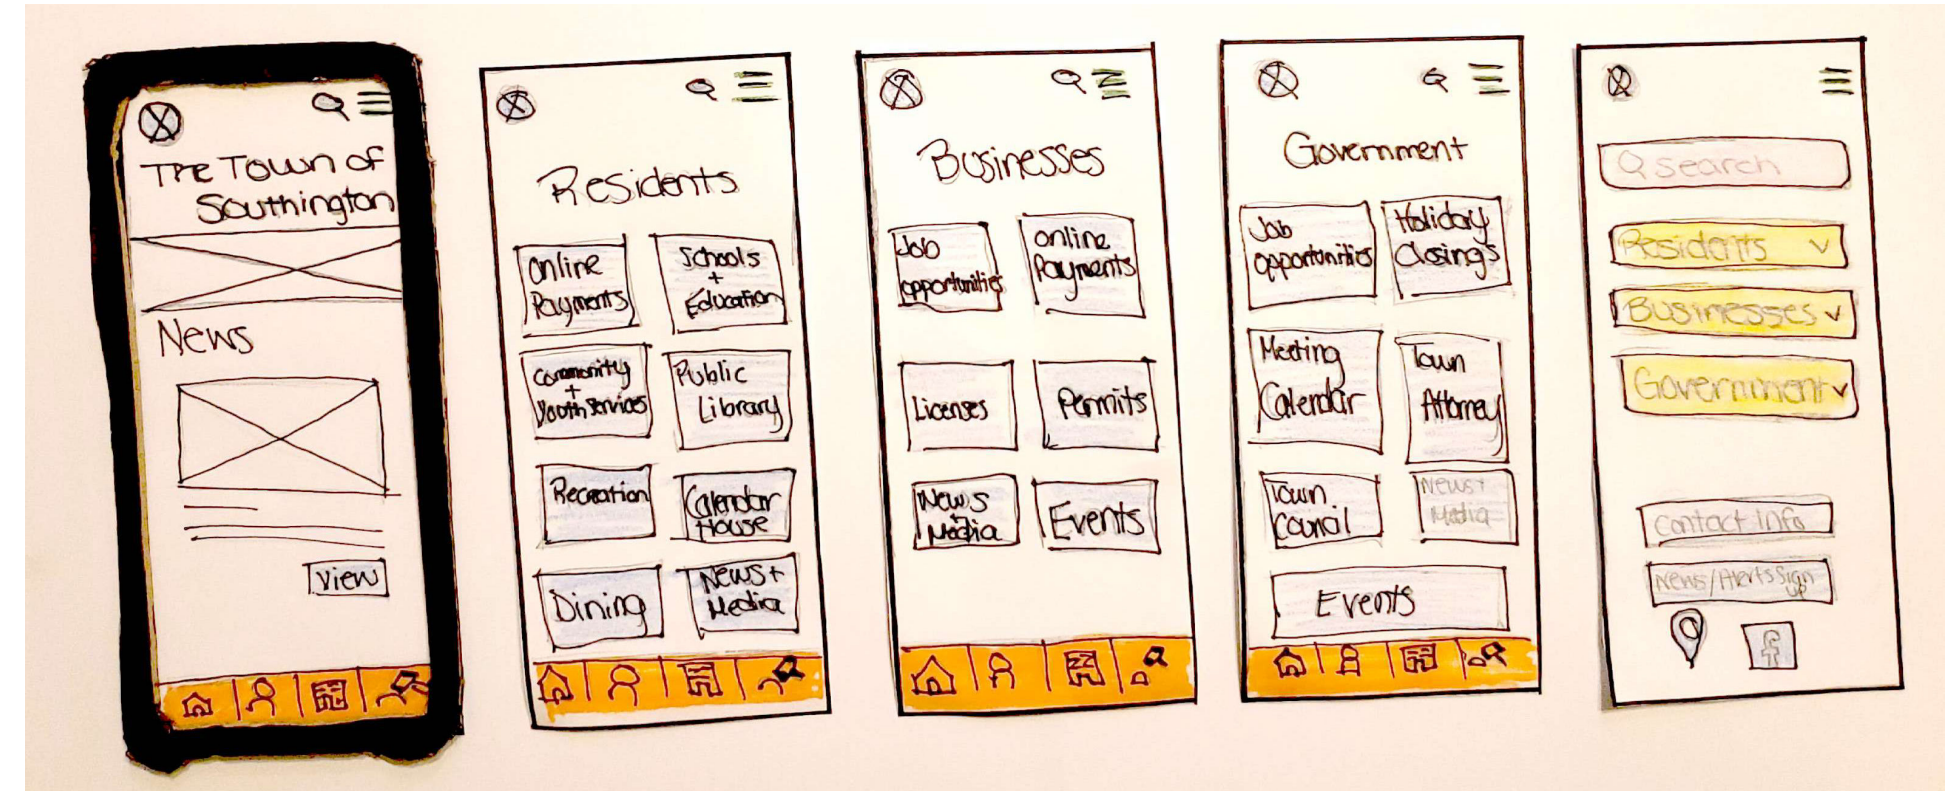 The Town of
Southington
News
View
Residents
Online
Payments
Schools
+
Education
Community
+
Youth Services
Public
Library
Recreation
Calendar
House
Dining
News +
Media
Businesses
Job
opportunities
online
Payments
Licenses
Permits
News
+
Media
Events
Government
Job
opportunities
Holiday
Closings
Meeting
Calendar
Town
Attorney
Town
Council
News +
Media
Events
search
Residents
Businesses
Government
Contact Info
News/Alerts Sign
up
f